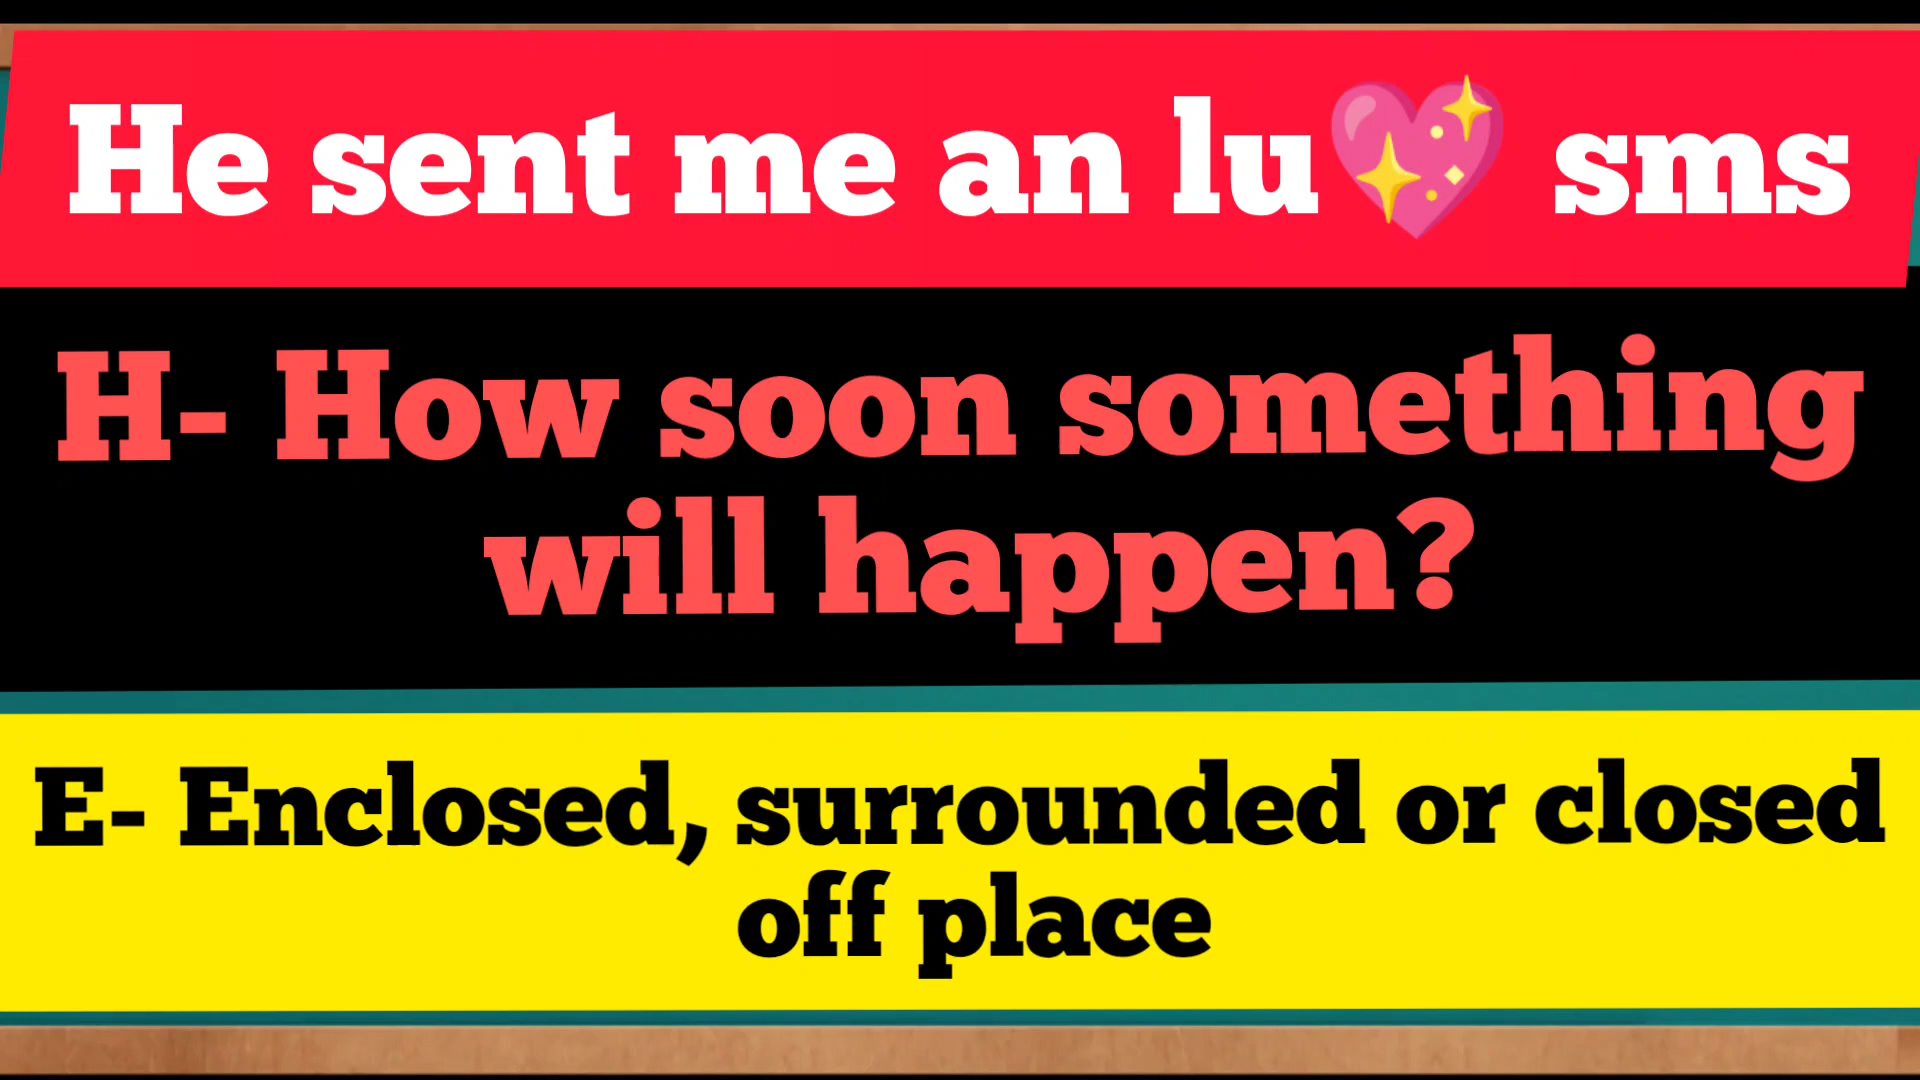 He sent me an lu💖 sms
H- How soon something
will happen?
E- Enclosed, surrounded or closed
off place